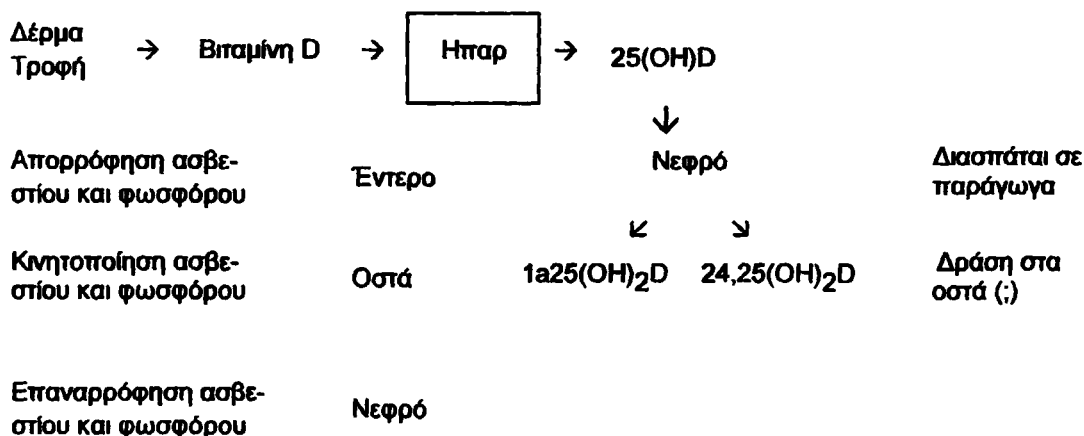 Δέρμα
Τροφή → Βιταμίνη D → Ηπαρ → 25(OH)D
↓
Απορρόφηση ασβε-
στίου και φωσφόρου Έντερο Νεφρό Διασπάται σε
παράγωγα
↙ ↘
Κινητοποίηση ασβε-
στίου και φωσφόρου Οστά 1a25(OH)2D 24,25(OH)2D Δράση στα
οστά (;)
Επαναρρόφηση ασβε-
στίου και φωσφόρου Νεφρό